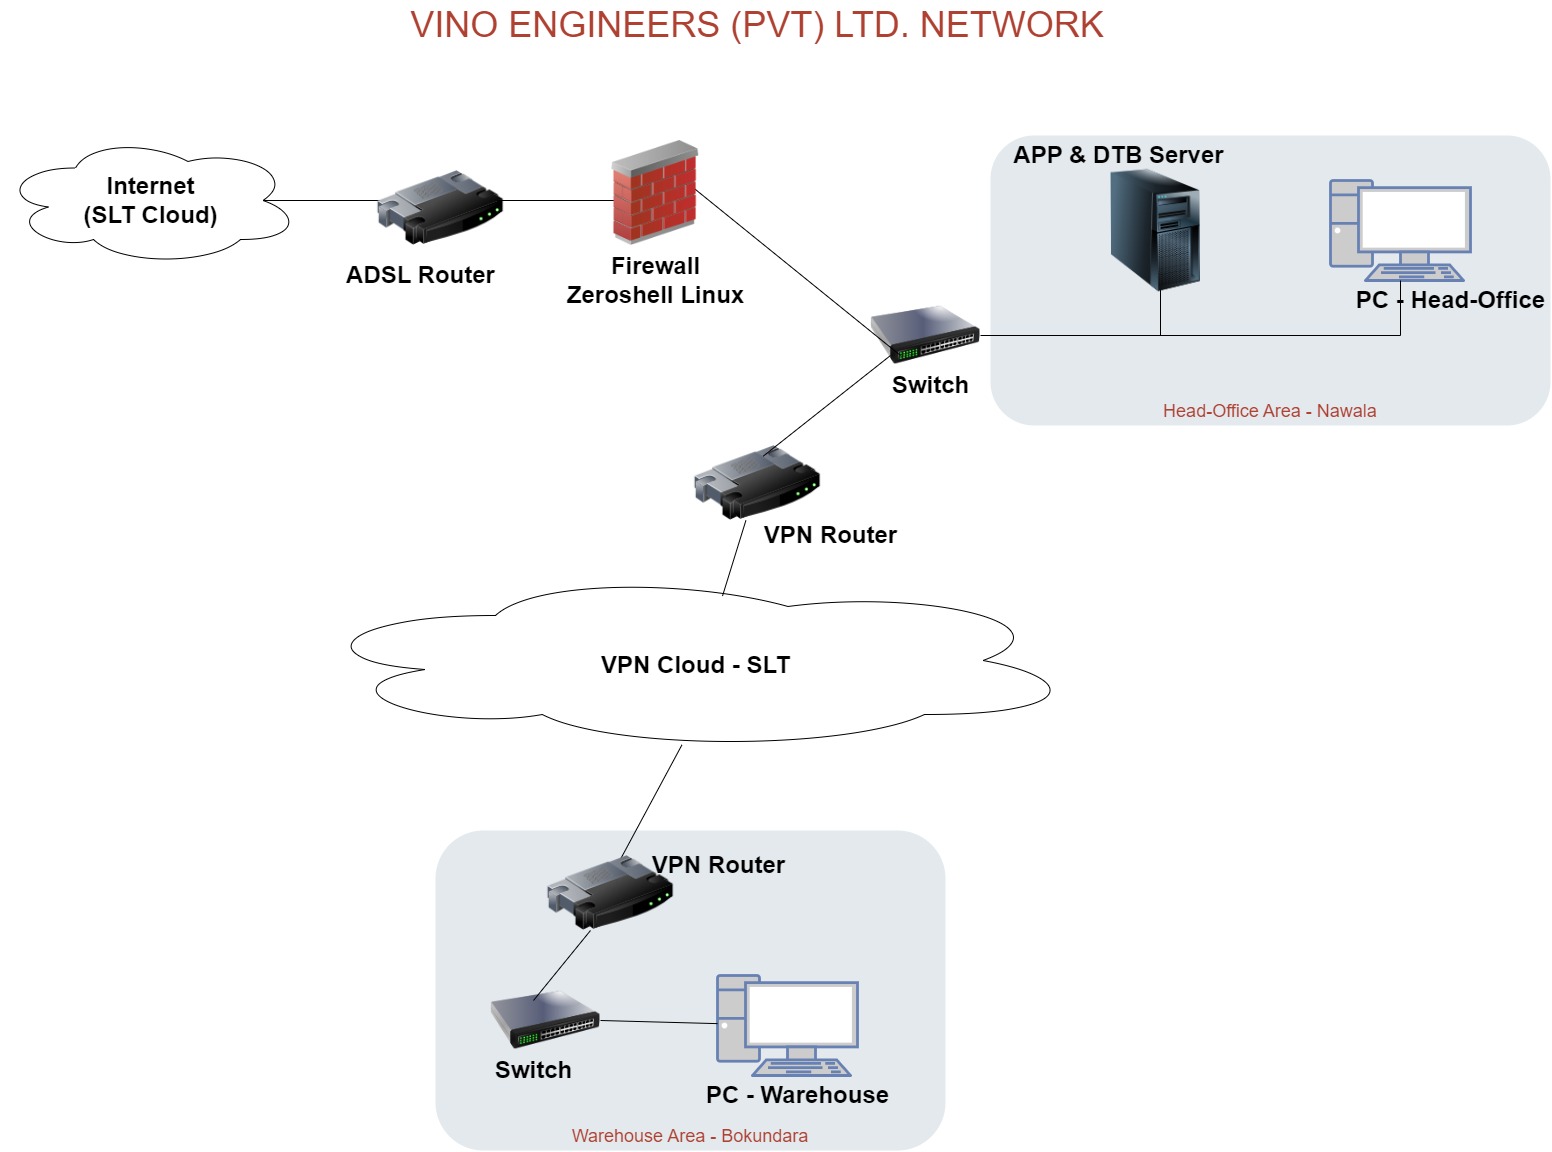 VINO ENGINEERS (PVT) LTD. NETWORK
Internet
(SLT Cloud)
ADSL Router
Firewall
Zeroshell Linux
APP & DTB Server
PC - Head-Office
Switch
Head-Office Area - Nawala
VPN Router
VPN Cloud - SLT
VPN Router
Switch
PC - Warehouse
Warehouse Area - Bokundara